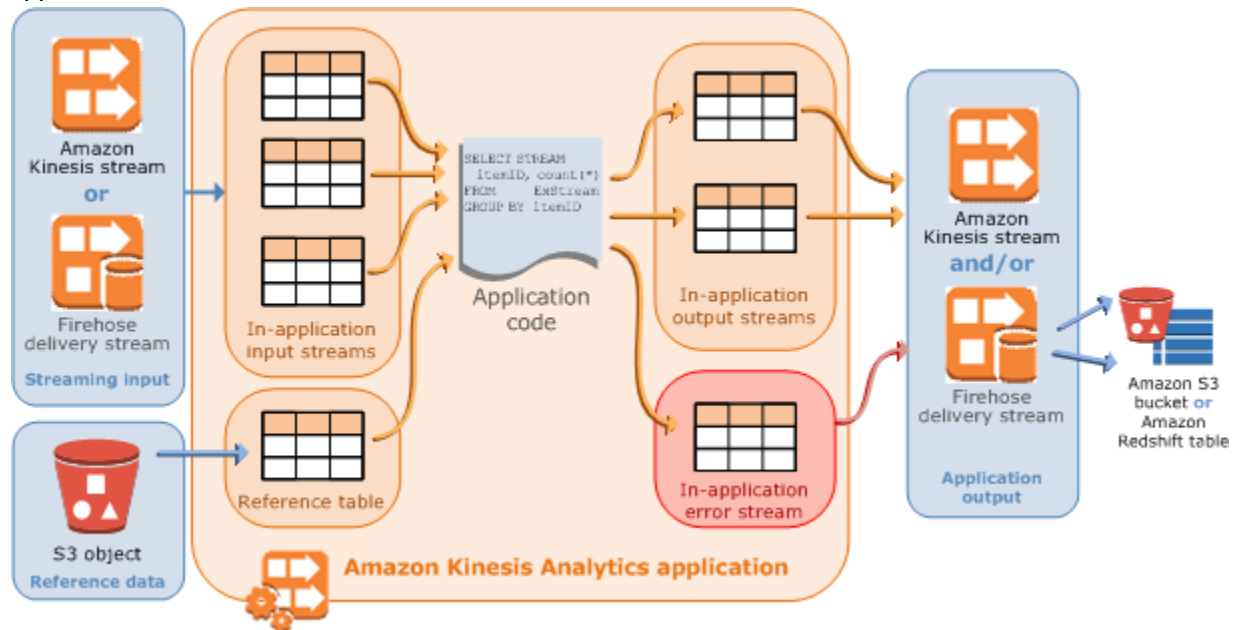 Amazon
Kinesis stream
or
Firehose
delivery stream
Streaming input
S3 object
Reference data
In-application
input streams
Reference table
SELECT STREAM
itemID, count(*)
FROM ExStream
GROUP BY itemID
Application
code
In-application
output streams
In-application
error stream
Amazon Kinesis Analytics application
Amazon
Kinesis stream
and/or
Firehose
delivery stream
Application
output
Amazon S3
bucket or
Amazon
Redshift table